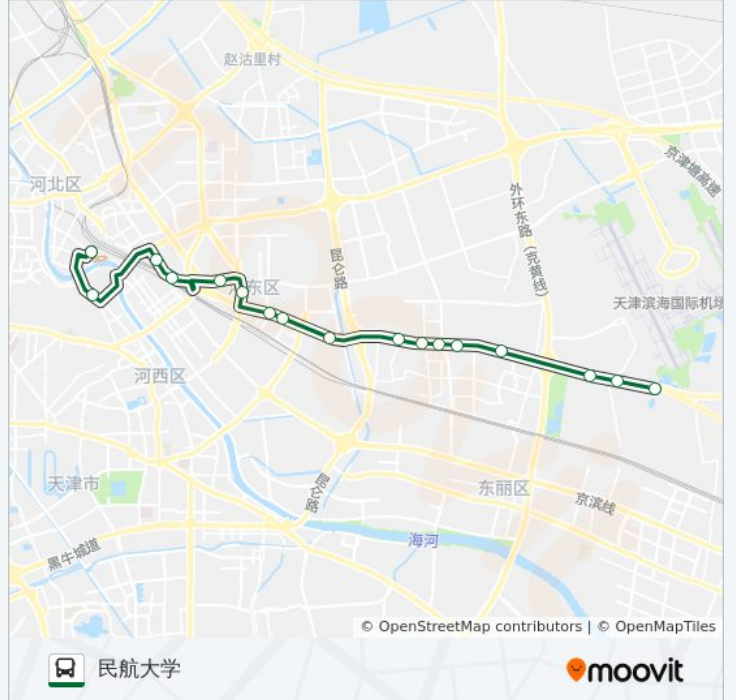 赵沽里村
京津塘高速
河北区
外环东路 (克黄线)
昆仑路
东区
天津滨海国际机场
河西区
天津市
昆仑路
东丽区
京滨线
海河
黑牛城道
© OpenStreetMap contributors | © OpenMapTiles
民航大学
moovit